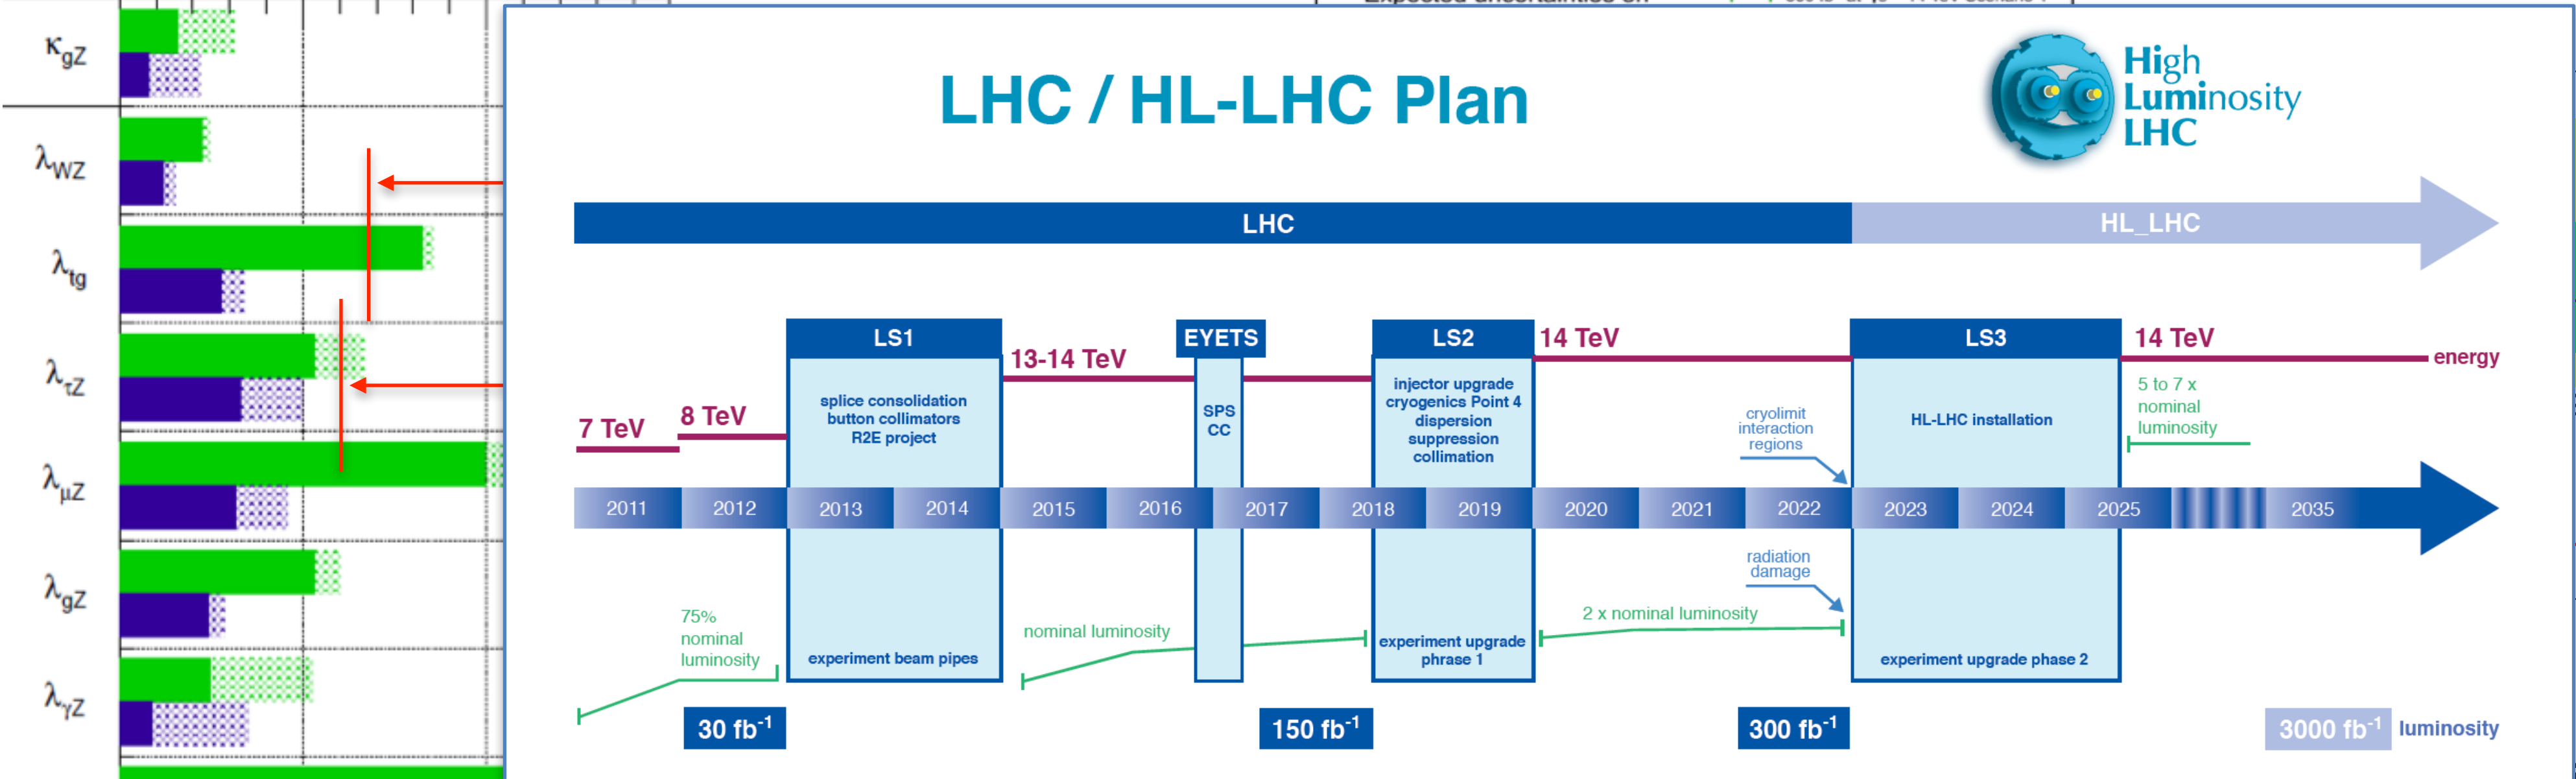 Expected uncertainties on
κgZ
λWZ
λtg
λτZ
λμZ
λgZ
λγZ
LHC / HL-LHC Plan
High
Luminosity
LHC
LHC
HL_LHC
LS1
EYETS
LS2
14 TeV
LS3
14 TeV
energy
13-14 TeV
7 TeV
8 TeV
splice consolidation
button collimators
R2E project
SPS
CC
injector upgrade
cryogenics Point 4
dispersion
suppression
collimation
cryolimit
interaction
regions
HL-LHC installation
5 to 7 x
nominal
luminosity
2011 2012 2013 2014 2015 2016 2017 2018 2019 2020 2021 2022 2023 2024 2025 2035
radiation
damage
75%
nominal
luminosity
experiment beam pipes
nominal luminosity
experiment upgrade
phrase 1
2 x nominal luminosity
experiment upgrade phase 2
30 fb⁻¹
150 fb⁻¹
300 fb⁻¹
3000 fb⁻¹
luminosity